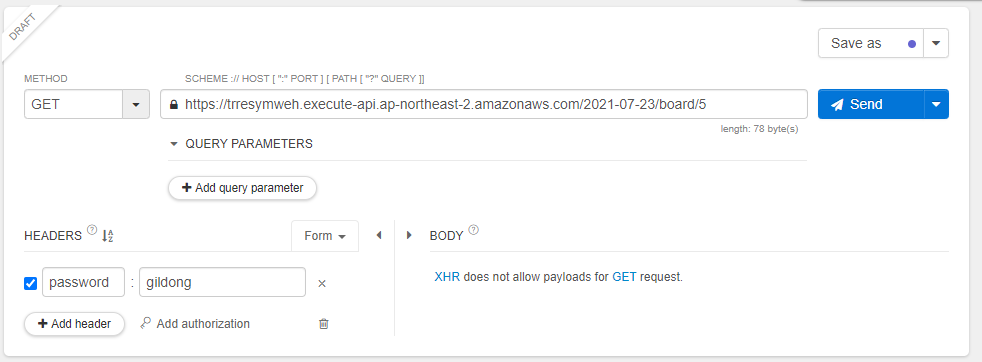 DRAFT
Save as
METHOD
SCHEME :// HOST [ ":" PORT ] [ PATH [ "?" QUERY ]]
GET
https://trresymweh.execute-api.ap-northeast-2.amazonaws.com/2021-07-23/board/5
Send
length: 78 byte(s)
QUERY PARAMETERS
+ Add query parameter
HEADERS ? A Z
Form
BODY ?
password : gildong ×
XHR does not allow payloads for GET request.
+ Add header
Add authorization